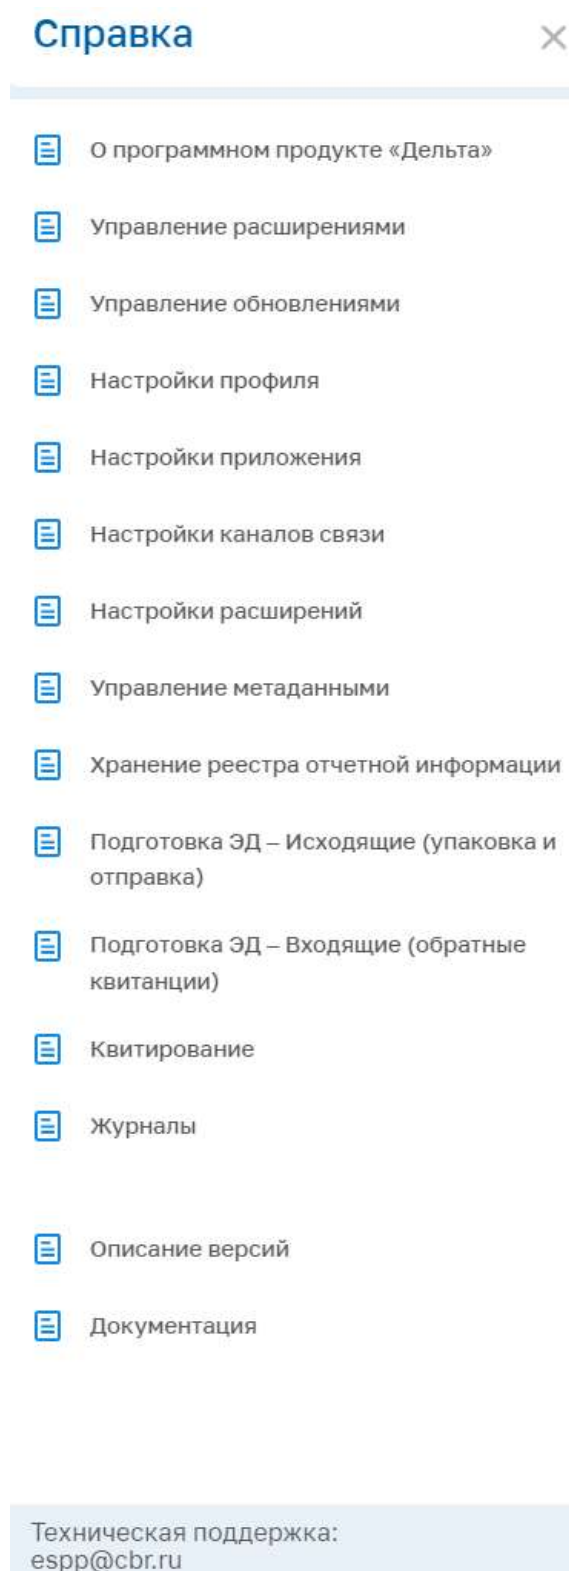 Справка
О программном продукте «Дельта»
Управление расширениями
Управление обновлениями
Настройки профиля
Настройки приложения
Настройки каналов связи
Настройки расширений
Управление метаданными
Хранение реестра отчетной информации
Подготовка ЭД – Исходящие (упаковка и
отправка)
Подготовка ЭД – Входящие (обратные
квитанции)
Квитирование
Журналы
Описание версий
Документация
Техническая поддержка:
espp@cbr.ru